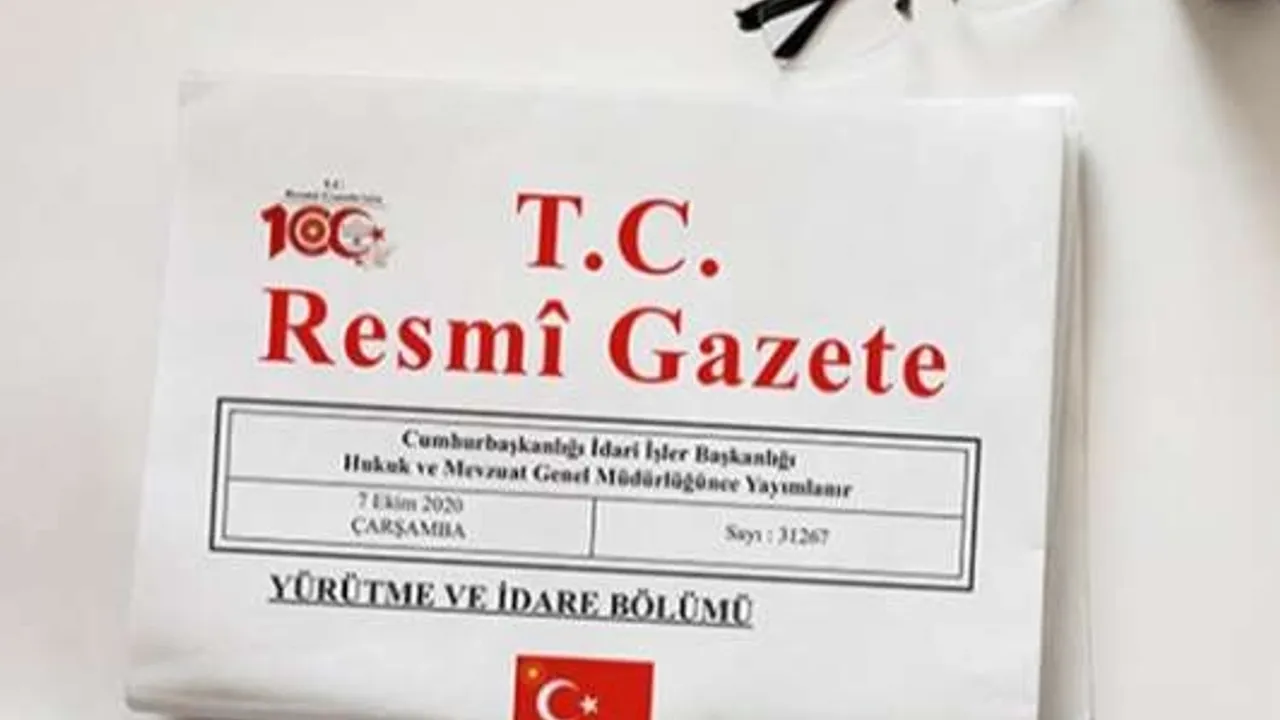 T.C.
100
T.C.
Resmî Gazete
Cumhurbaşkanlığı İdari İşler Başkanlığı
Hukuk ve Mevzuat Genel Müdürlüğünce Yayımlanır
7 Ekim 2020
ÇARŞAMBA
Sayı : 31267
YÜRÜTME VE İDARE BÖLÜMÜ